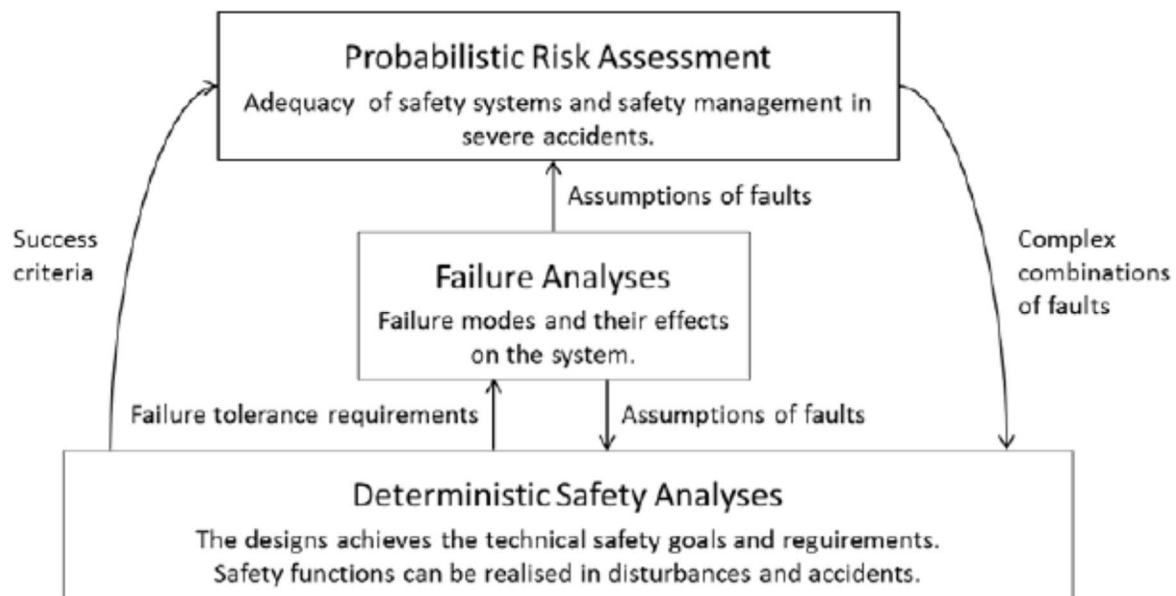 Probabilistic Risk Assessment
Adequacy of safety systems and safety management in
severe accidents.
Assumptions of faults
Success
criteria
Complex
combinations
of faults
Failure Analyses
Failure modes and their effects
on the system.
Failure tolerance requirements
Assumptions of faults
Deterministic Safety Analyses
The designs achieves the technical safety goals and reguirements.
Safety functions can be realised in disturbances and accidents.